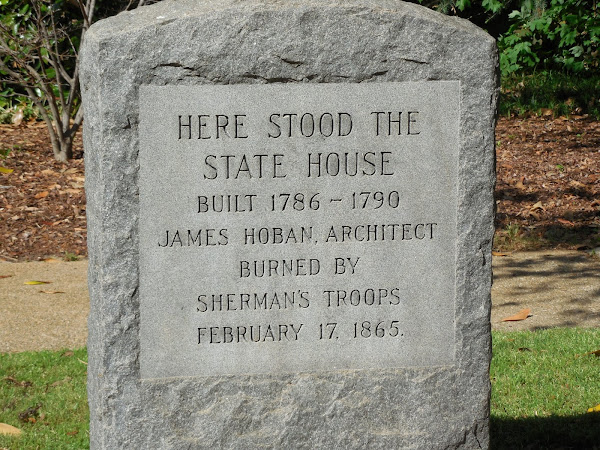 HERE STOOD THE
STATE HOUSE
BUILT 1786 - 1790
JAMES HOBAN, ARCHITECT
BURNED BY
SHERMAN'S TROOPS
FEBRUARY 17, 1865.